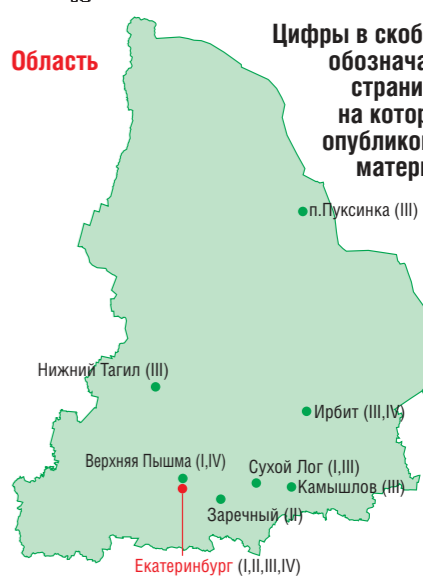 Область
Цифры в скоб
обознача
страни
на котор
опубликов
матери
п.Пуксинка (III)
Нижний Тагил (III)
Ирбит (III,IV)
Верхняя Пышма (I,IV)
Сухой Лог (I,III)
Камышлов (III)
Заречный (II)
Екатеринбург (I,II,III,IV)